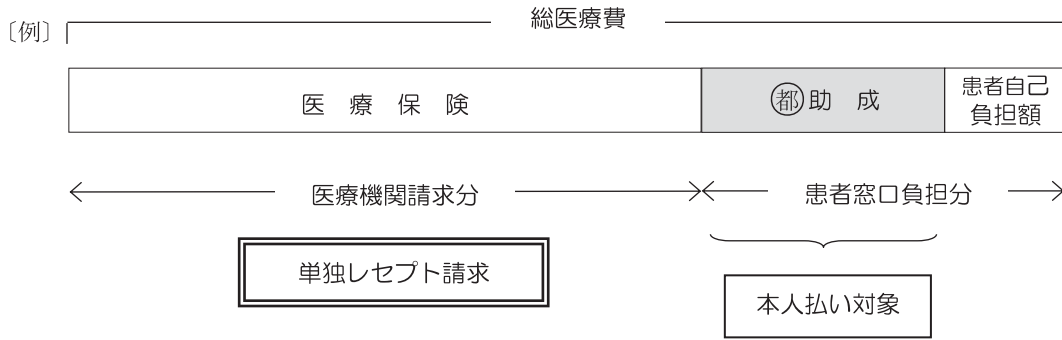 〔例〕
総医療費
医療保険
都助成
患者自己
負担額
医療機関請求分
患者窓口負担分
単独レセプト請求
本人払い対象